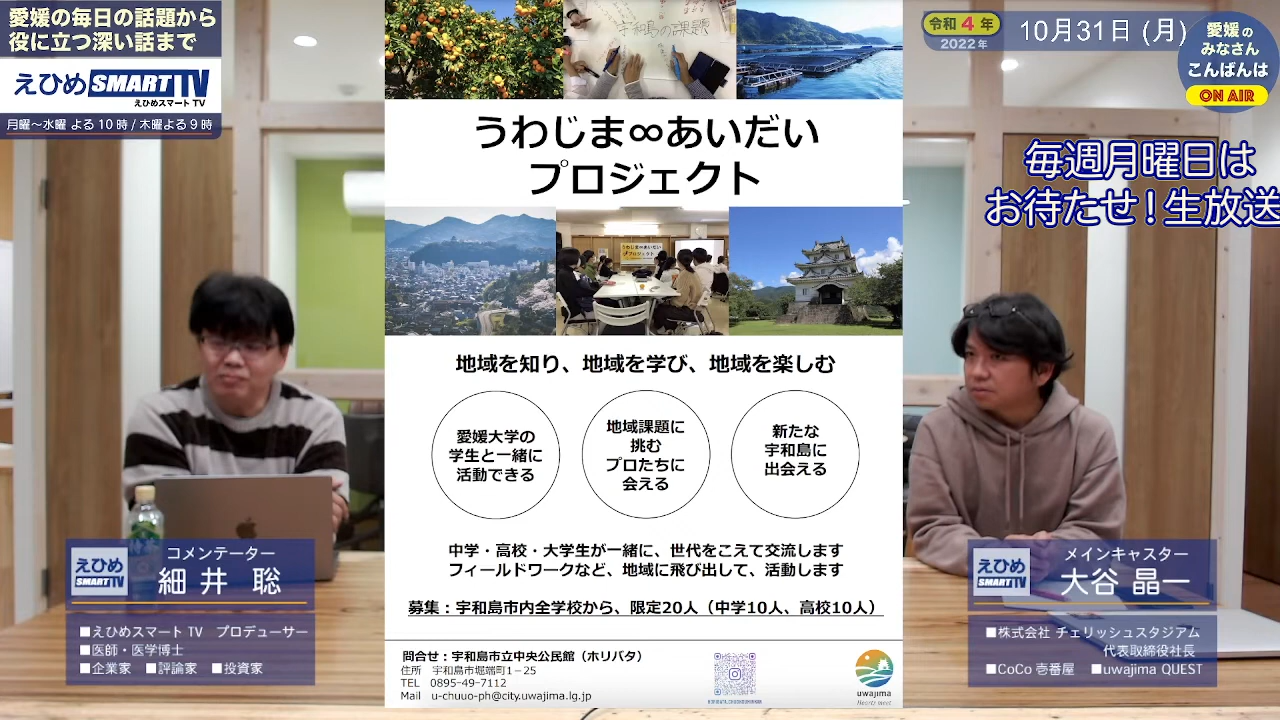 愛媛の毎日の話題から
役に立つ深い話まで
えひめ SMART TV
えひめスマート TV
月曜～水曜 よる10時 / 木曜よる9時
令和4年
2022年
10月31日 (月)
愛媛の
みなさん
こんばんは
ON AIR
毎週月曜日は
お待たせ！生放送
宇和島の課題
うわじま∞あいだい
プロジェクト
うわじま∞あいだい
プロジェクト
地域を知り、地域を学び、地域を楽しむ
愛媛大学の
学生と一緒に
活動できる
地域課題に
挑む
プロたちに
会える
新たな
宇和島に
出会える
中学・高校・大学生が一緒に、世代をこえて交流します
フィールドワークなど、地域に飛び出して、活動します
募集：宇和島市内全学校から、限定20人（中学10人、高校10人）
問合せ：宇和島市立中央公民館（ホリバタ）
住所　宇和島市堀端町1－25
TEL　0895-49-7112
Mail　u-chuuo-ph@city.uwajima.lg.jp
uwajima
Hearts meet
えひめ
SMART TV
コメンテーター
細井 聡
■えひめスマート TV　プロデューサー
■医師・医学博士
■企業家　■評論家　■投資家
えひめ
SMART TV
メインキャスター
大谷 晶一
■株式会社 チェリッシュスタジアム
代表取締役社長
■CoCo 壱番屋　■uwajima QUEST